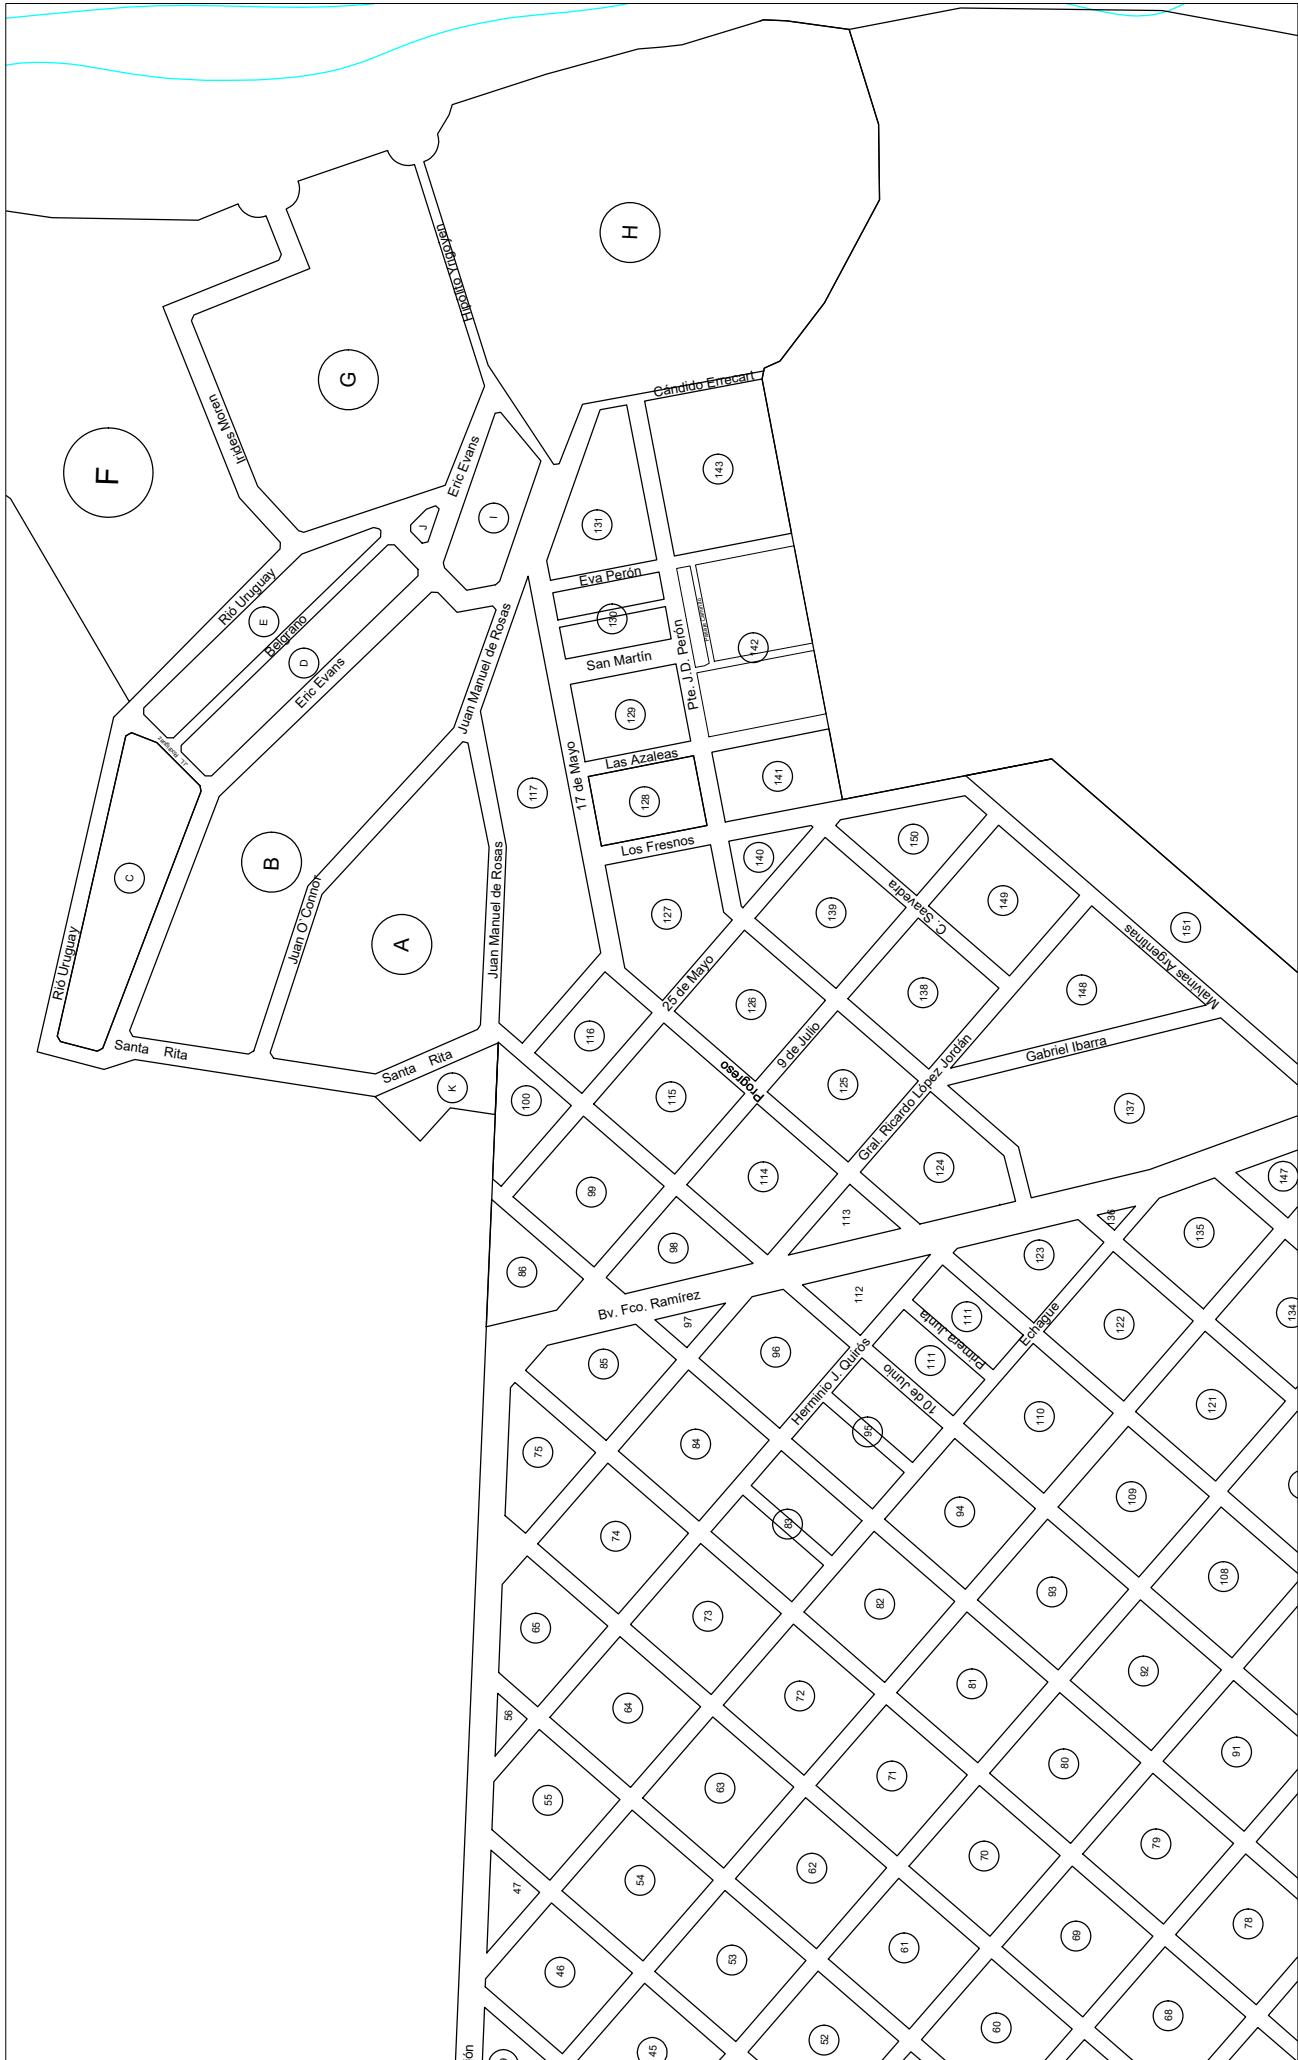 H
Hipólito Yrigoyen
G
Cándido Errecart
Irides Moren
F
Eric Evans
143
I
J
131
Eva Perón
Rió Uruguay
E
Belgrano
130
D
San Martín
142
Eric Evans
Juan Manuel de Rosas
Pte. J.D. Perón
129
J.L. Rodriguez
Las Azaleas
17 de Mayo
141
117
128
Los Fresnos
150
140
B
C
Juan Manuel de Rosas
C. Saavedra
149
139
127
Juan O`Connor
A
151
Malvinas Argentinas
Rió Uruguay
25 de Mayo
138
148
126
116
9 de Julio
Santa Rita
Gabriel Ibarra
Santa Rita
Progreso
Gral. Ricardo López Jordán
K
125
115
100
137
124
114
147
99
113
136
135
98
123
86
Bv. Fco. Ramírez
112
134
97
111
122
Echague
Primera Junta
96
111
85
Herminio J. Quirós
10 de Junio
121
110
95
84
75
109
94
83
74
108
93
82
73
65
92
81
72
64
56
91
80
71
63
55
79
70
62
54
47
78
69
61
53
46
68
60
52
45
ión